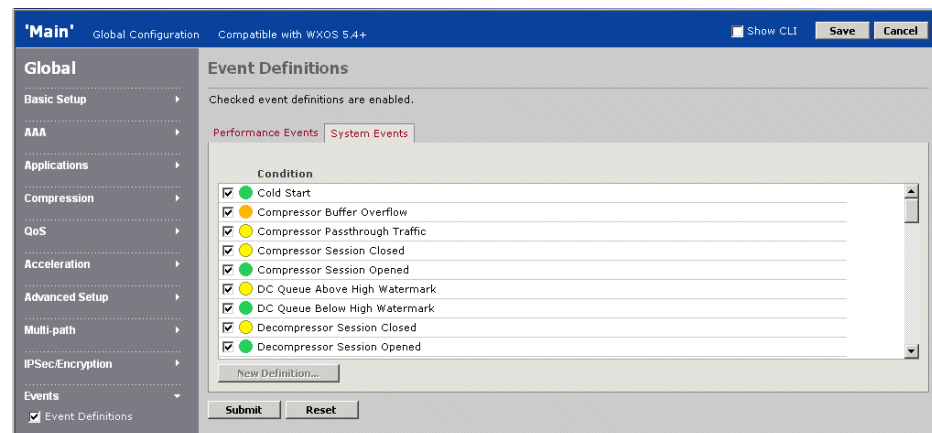 'Main' Global Configuration Compatible with WXOS 5.4+ Show CLI Save Cancel
Global
Basic Setup
AAA
Applications
Compression
QoS
Acceleration
Advanced Setup
Multi-path
IPSec/Encryption
Events
Event Definitions
Event Definitions
Checked event definitions are enabled.
Performance Events System Events
Condition
Cold Start
Compressor Buffer Overflow
Compressor Passthrough Traffic
Compressor Session Closed
Compressor Session Opened
DC Queue Above High Watermark
DC Queue Below High Watermark
Decompressor Session Closed
Decompressor Session Opened
New Definition...
Submit Reset